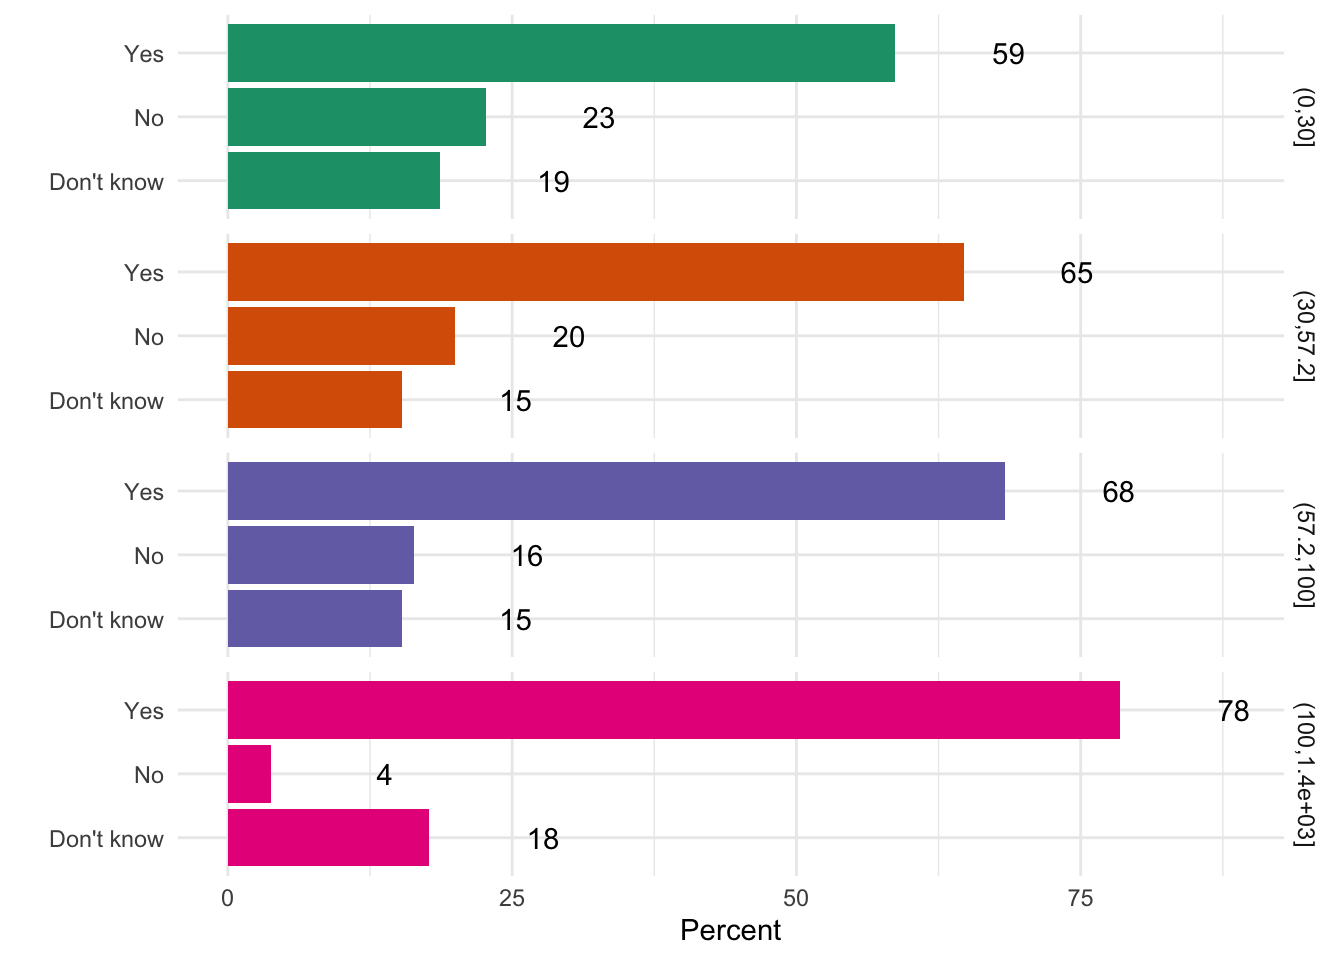 Yes 59
No 23
Don't know 19
(0,30]
Yes 65
No 20
Don't know 15
(30,57.2]
Yes 68
No 16
Don't know 15
(57.2,100]
Yes 78
No 4
Don't know 18
(100,1.4e+03]
0 25 50 75
Percent